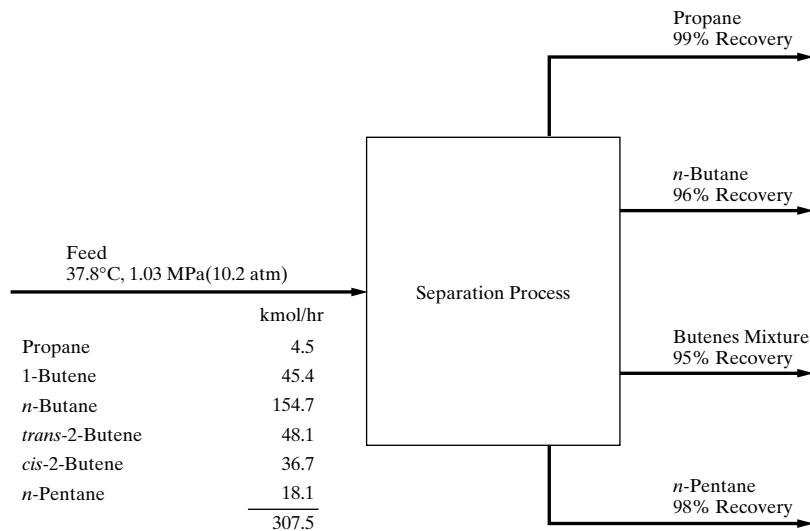 Propane
99% Recovery
n-Butane
96% Recovery
Feed
37.8°C, 1.03 MPa(10.2 atm)
Separation Process
kmol/hr
Propane 4.5
1-Butene 45.4
n-Butane 154.7
trans-2-Butene 48.1
cis-2-Butene 36.7
n-Pentane 18.1
307.5
Butenes Mixture
95% Recovery
n-Pentane
98% Recovery